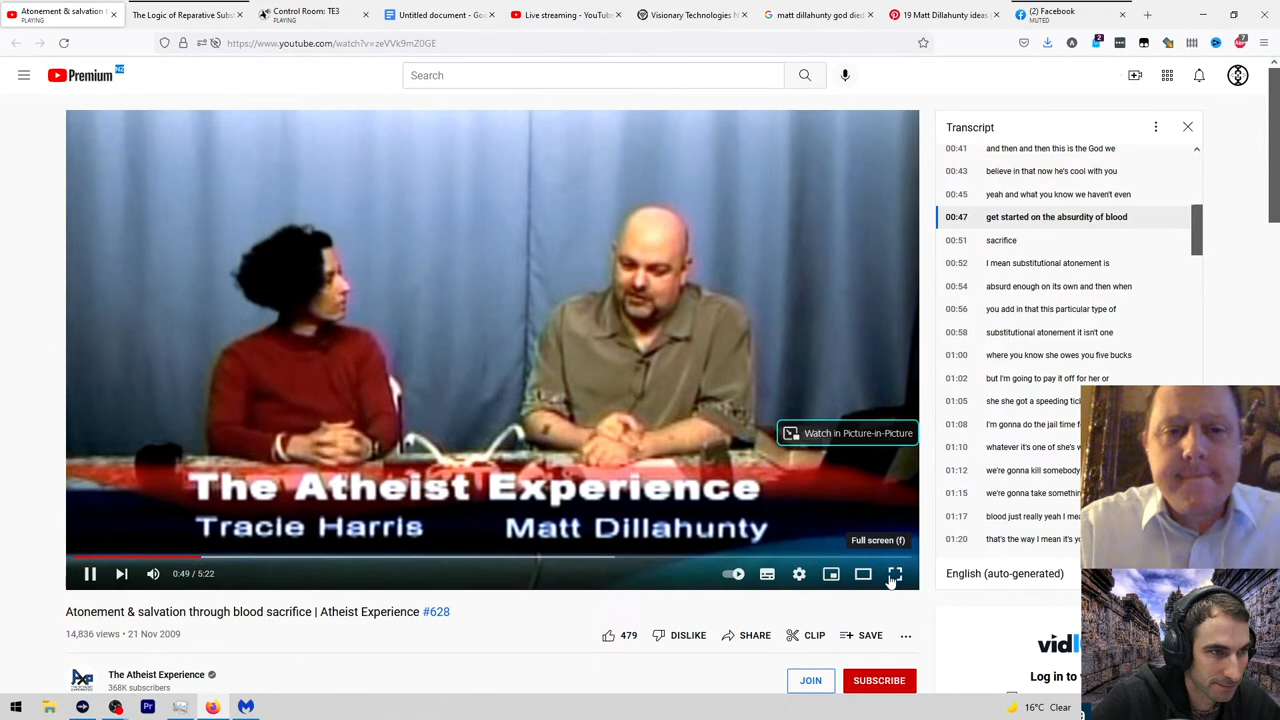 Atonement & salvation
PLAYING
The Logic of Reparative Subst
Control Room: TE3
PLAYING
Untitled document - G
Live streaming - YouTube
Visionary Technologies N
matt dillahunty god died
19 Matt Dillahunty ideas
(2) Facebook
MUTED
https://www.youtube.com/watch?v=zeVVk9mZ0GE
2
7
Premium NZ
Search
Transcript
00:41 and then and then this is the God we
00:43 believe in that now he's cool with you
00:45 yeah and what you know we haven't even
00:47 get started on the absurdity of blood
00:51 sacrifice
00:52 I mean substitutional atonement is
00:54 absurd enough on its own and then when
00:56 you add in that this particular type of
00:58 substitutional atonement it isn't one
01:00 where you know she owes you five bucks
01:02 but I'm going to pay it off for her or
01:05 she she got a speeding
01:08 I'm gonna do the jail time
01:10 whatever it's one of she's
01:12 we're gonna kill somebody
01:15 we're gonna take
01:17 blood just really yeah I
01:20 that's the way I mean it's
English (auto-generated)
Watch in Picture-in-Picture
The Atheist Experience
Tracie Harris Matt Dillahunty
Full screen (f)
0:49 / 5:22
Atonement & salvation through blood sacrifice | Atheist Experience #628
14,836 views • 21 Nov 2009
479 DISLIKE SHARE CLIP SAVE
The Atheist Experience
368K subscribers
JOIN SUBSCRIBE
Log in to
16°C Clear